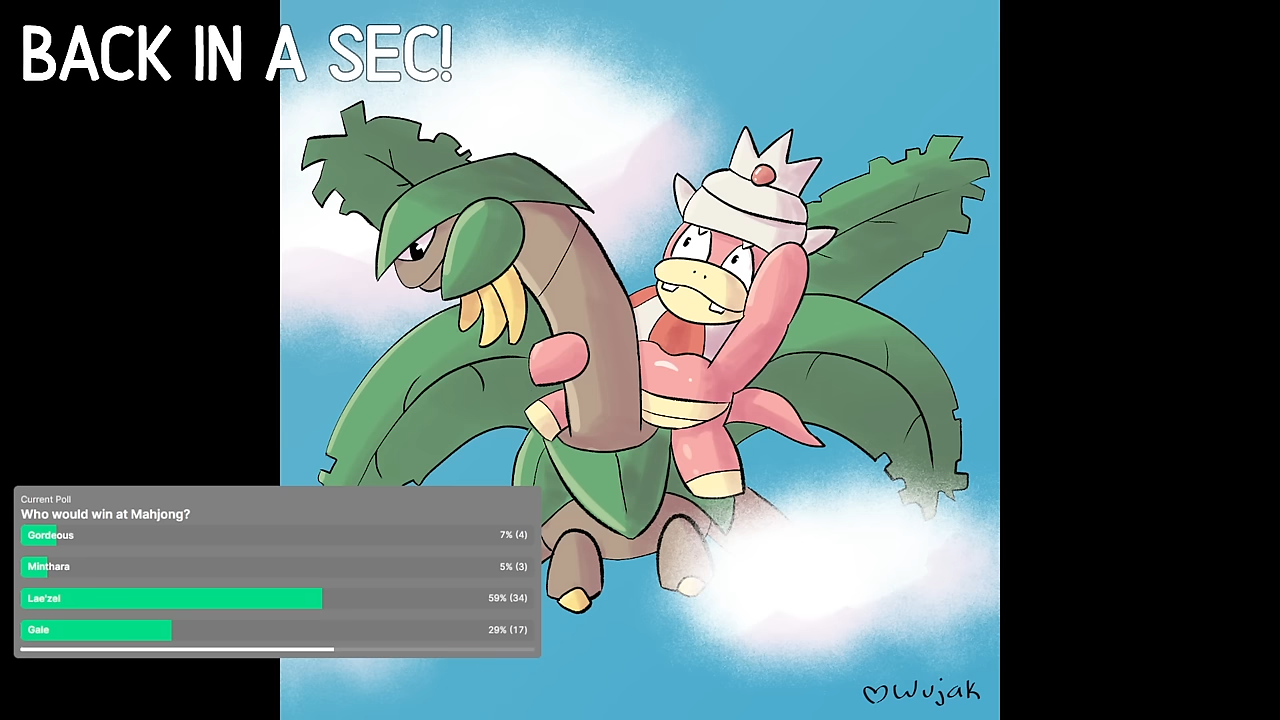 BACK IN A SEC!
Current Poll
Who would win at Mahjong?
Gordeous 7% (4)
Minthara 5% (3)
Lae'zel 59% (34)
Gale 29% (17)
♡Wujak